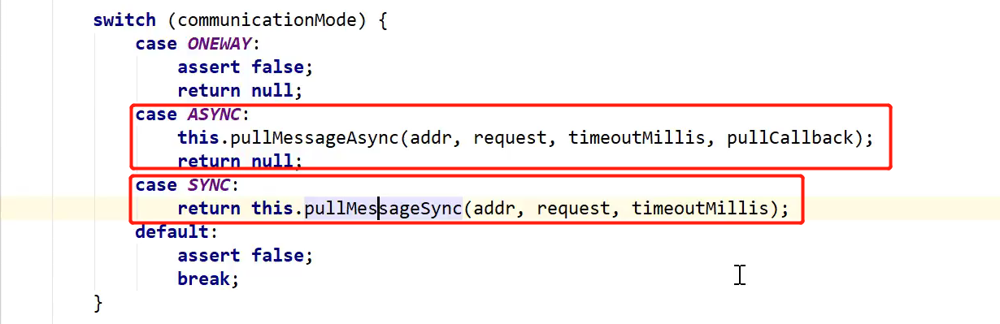 switch (communicationMode) {
case ONEWAY:
assert false;
return null;
case ASYNC:
this.pullMessageAsync(addr, request, timeoutMillis, pullCallback);
return null;
case SYNC:
return this.pullMessageSync(addr, request, timeoutMillis);
default:
assert false;
break;
}